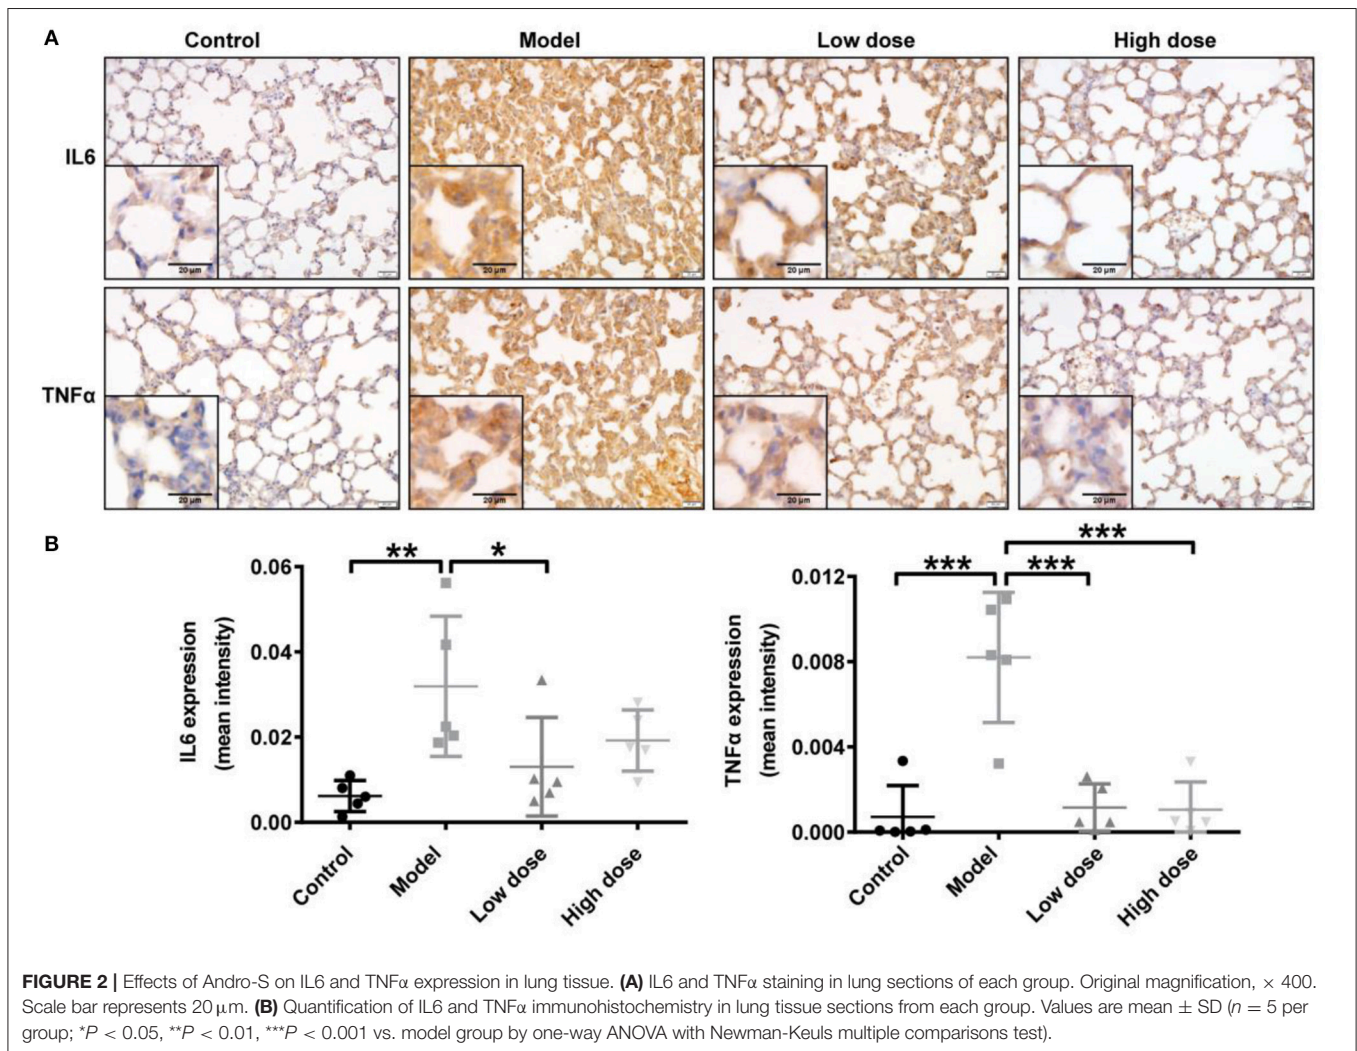 A
Control Model Low dose High dose
IL6
20 µm 20 µm 20 µm 20 µm
TNFα
20 µm 20 µm 20 µm 20 µm
B
IL6 expression
(mean intensity)
0.06
0.04
0.02
0.00
** *
Control Model Low dose High dose
TNFα expression
(mean intensity)
0.012
0.008
0.004
0.000
***
*** ***
Control Model Low dose High dose
FIGURE 2 | Effects of Andro-S on IL6 and TNFα expression in lung tissue. (A) IL6 and TNFα staining in lung sections of each group. Original magnification, × 400.
Scale bar represents 20 µm. (B) Quantification of IL6 and TNFα immunohistochemistry in lung tissue sections from each group. Values are mean ± SD (n = 5 per
group; *P < 0.05, **P < 0.01, ***P < 0.001 vs. model group by one-way ANOVA with Newman-Keuls multiple comparisons test).